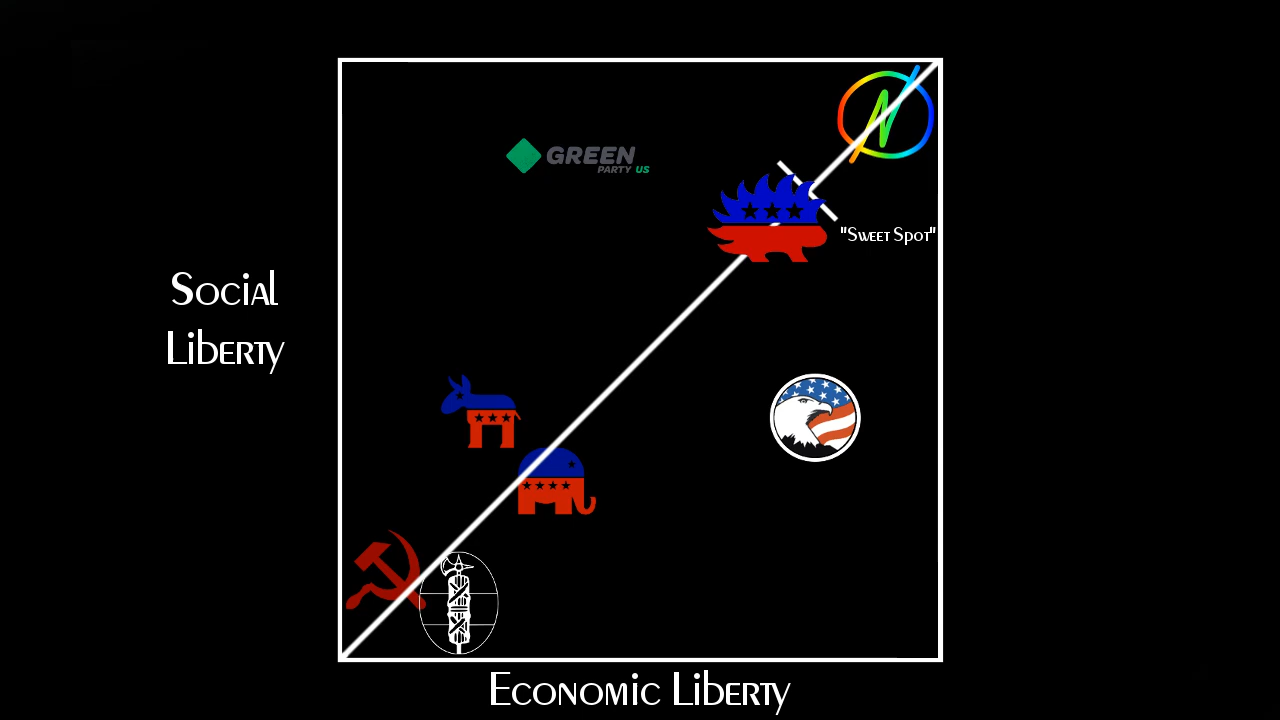 GREEN
PARTY US
N
"Sweet Spot"
Social
Liberty
Economic Liberty